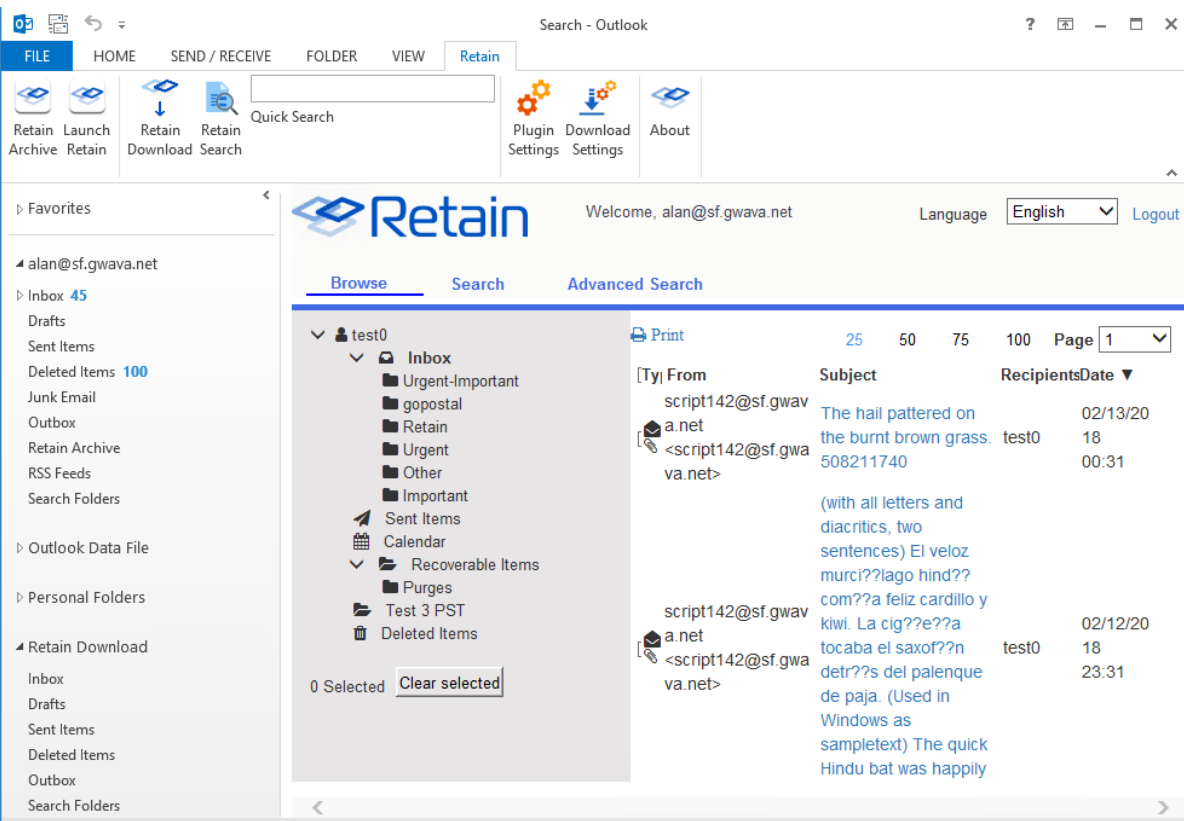 Search - Outlook
FILE HOME SEND / RECEIVE FOLDER VIEW Retain
Quick Search
Retain Archive
Launch Retain
Retain Download
Retain Search
Plugin Settings
Download Settings
About
Favorites
alan@sf.gwava.net
Inbox 45
Drafts
Sent Items
Deleted Items 100
Junk Email
Outbox
Retain Archive
RSS Feeds
Search Folders
Outlook Data File
Personal Folders
Retain Download
Inbox
Drafts
Sent Items
Deleted Items
Outbox
Search Folders
Retain
Welcome, alan@sf.gwava.net
Language English Logout
Browse Search Advanced Search
test0
Inbox
Urgent-Important
gopostal
Retain
Urgent
Other
Important
Sent Items
Calendar
Recoverable Items
Purges
Test 3 PST
Deleted Items
0 Selected Clear selected
Print 25 50 75 100 Page 1
[Ty| From Subject Recipients Date ▼
script142@sf.gwav
a.net
<script142@sf.gwa
va.net>
The hail pattered on
the burnt brown grass.
508211740
test0
02/13/20
18
00:31
script142@sf.gwav
a.net
<script142@sf.gwa
va.net>
(with all letters and
diacritics, two
sentences) El veloz
murci??lago hind??
com??a feliz cardillo y
kiwi. La cig??e??a
tocaba el saxof??n
detr??s del palenque
de paja. (Used in
Windows as
sampletext) The quick
Hindu bat was happily
test0
02/12/20
18
23:31